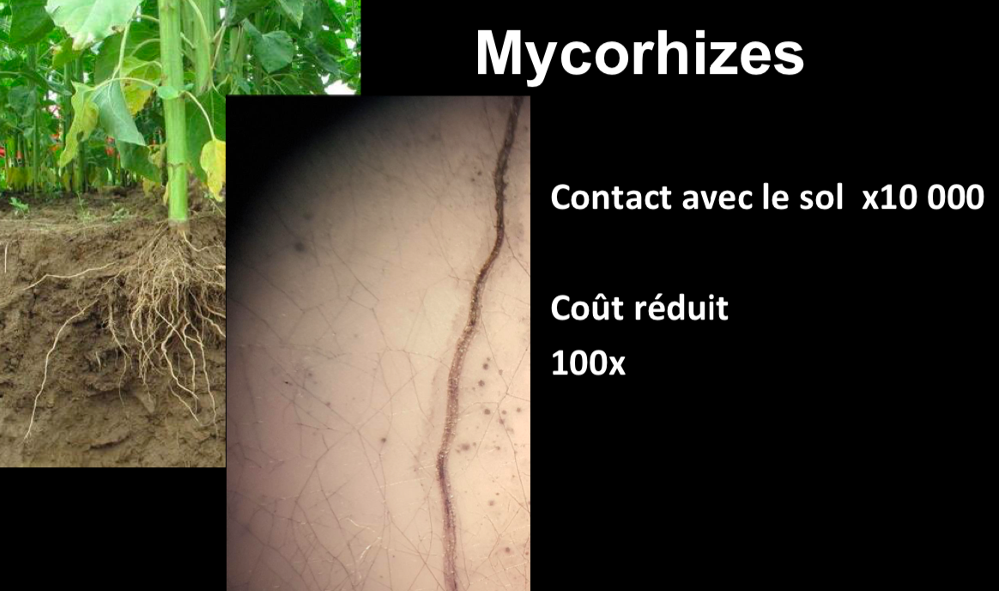 Mycorhizes
Contact avec le sol  x10 000
Coût réduit
100x